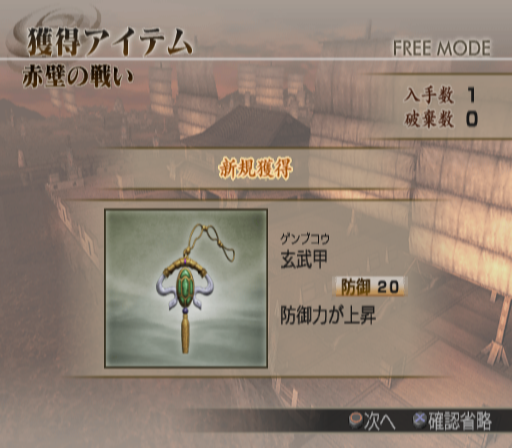 獲得アイテム
FREE MODE
赤壁の戦い
入手数 1
破棄数 0
新規獲得
ゲンブコウ
玄武甲
防御 20
防御力が上昇
次へ
確認省略